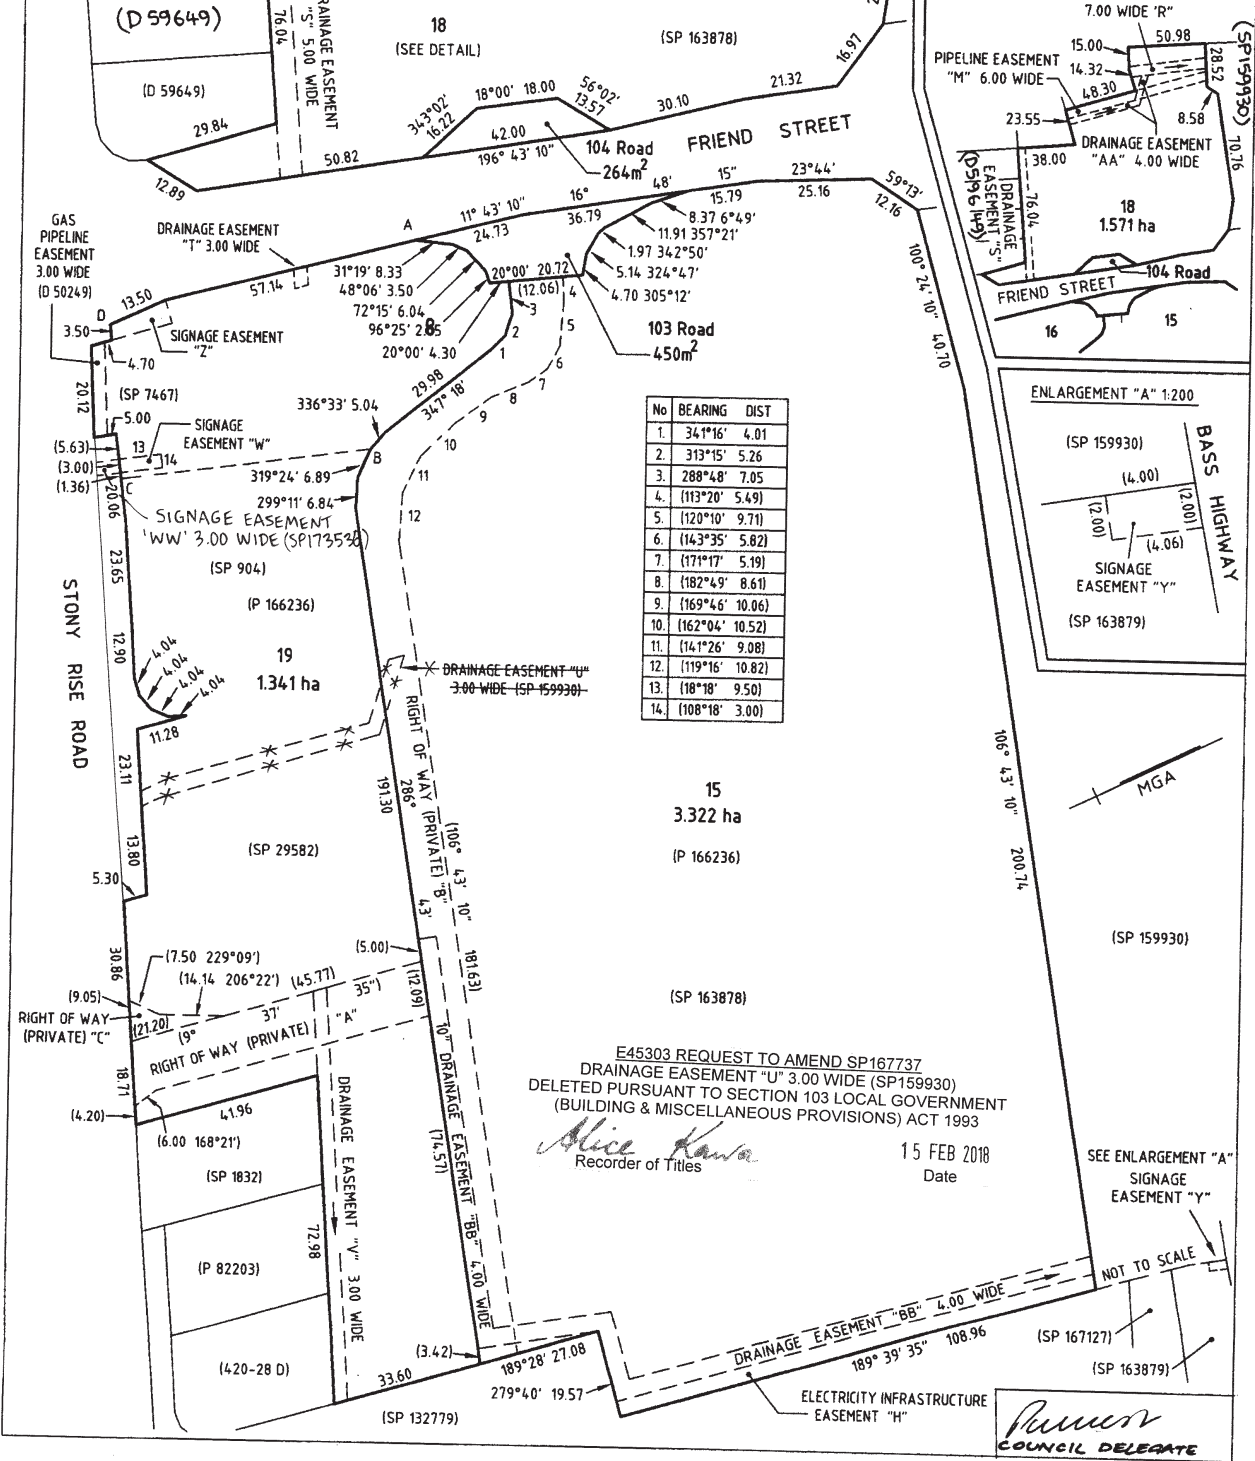 (D 59649)
(D 59649)
76.04
DRAINAGE EASEMENT
"S" 5.00 WIDE
18
(SEE DETAIL)
(SP 163878)
16.97
21.32
30.10
56°02'
13.57
18°00' 18.00
343°02'
16.22
42.00
196° 43' 10"
50.82
29.84
12.89
104 Road
264m²
FRIEND STREET
7.00 WIDE 'R"
50.98
15.00
14.32
28.52
(SP159930)
PIPELINE EASEMENT
"M" 6.00 WIDE
48.30
23.55
8.58
DRAINAGE EASEMENT
"AA" 4.00 WIDE
38.00
70.76
76.04
DRAINAGE
EASEMENT "S"
18
1.571 ha
104 Road
FRIEND STREET
16
15
GAS
PIPELINE
EASEMENT
3.00 WIDE
(D 50249)
DRAINAGE EASEMENT
"T" 3.00 WIDE
A
11° 43' 10"
24.73
16°
36.79
48'
15"
15.79
23°44'
25.16
59°13'
12.16
8.37 6°49'
11.91 357°21'
1.97 342°50'
5.14 324°47'
4.70 305°12'
31°19' 8.33
48°06' 3.50
72°15' 6.04
96°25' 2.65
20°00' 4.30
20°00' 20.72
(12.06)
57.14
13.50
D
3.50
SIGNAGE EASEMENT
"Z"
4.70
20.12
(SP 7467)
5.00
SIGNAGE
EASEMENT "W"
(5.63)
13
14
(3.00)
(1.36)
C
20.06
SIGNAGE EASEMENT
'WW' 3.00 WIDE (SP173536)
29.98
347° 18'
336°33' 5.04
B
319°24' 6.89
299°11' 6.84
1
2
3
4
5
6
7
8
9
10
11
12
103 Road
450m²
100° 24' 10" 40.70
No BEARING DIST
1. 341°16' 4.01
2. 313°15' 5.26
3. 288°48' 7.05
4. (113°20' 5.49)
5. (120°10' 9.71)
6. (143°35' 5.82)
7. (171°17' 5.19)
8. (182°49' 8.61)
9. (169°46' 10.06)
10. (162°04' 10.52)
11. (141°26' 9.08)
12. (119°16' 10.82)
13. (18°18' 9.50)
14. (108°18' 3.00)
ENLARGEMENT "A" 1:200
(SP 159930)
BASS HIGHWAY
(4.00)
(2.00)
(2.00)
(4.06)
SIGNAGE
EASEMENT "Y"
(SP 163879)
23.65
(SP 904)
(P 166236)
STONY RISE ROAD
12.90
4.04
4.04
4.04
4.04
19
1.341 ha
11.28
DRAINAGE EASEMENT "U"
3.00 WIDE (SP 159930)
RIGHT OF WAY (PRIVATE) "B"
191.30
286°
43'
10"
(106° 43' 10" 181.63)
23.11
13.80
(SP 29582)
5.30
15
3.322 ha
(P 166236)
106° 43' 10" 200.74
MGA
(SP 159930)
30.86
(7.50 229°09')
(14.14 206°22')
(45.77)
(5.00)
(12.09)
(9.05)
RIGHT OF WAY
(PRIVATE) "C"
(21.20)
(9°
37'
35")
RIGHT OF WAY (PRIVATE) "A"
18.71
(4.20)
41.96
(6.00 168°21')
(SP 1832)
(SP 163878)
E45303 REQUEST TO AMEND SP167737
DRAINAGE EASEMENT "U" 3.00 WIDE (SP159930)
DELETED PURSUANT TO SECTION 103 LOCAL GOVERNMENT
(BUILDING & MISCELLANEOUS PROVISIONS) ACT 1993
Alice Kawa
Recorder of Titles
15 FEB 2018
Date
DRAINAGE EASEMENT "V" 3.00 WIDE
72.98
(74.57)
DRAINAGE EASEMENT "BB" 4.00 WIDE
(P 82203)
(420-28 D)
(3.42)
33.60
189°28' 27.08
279°40' 19.57
(SP 132779)
DRAINAGE EASEMENT "BB" 4.00 WIDE
189° 39' 35" 108.96
ELECTRICITY INFRASTRUCTURE
EASEMENT "H"
SEE ENLARGEMENT "A"
SIGNAGE
EASEMENT "Y"
NOT TO SCALE
(SP 167127)
(SP 163879)
COUNCIL DELEGATE